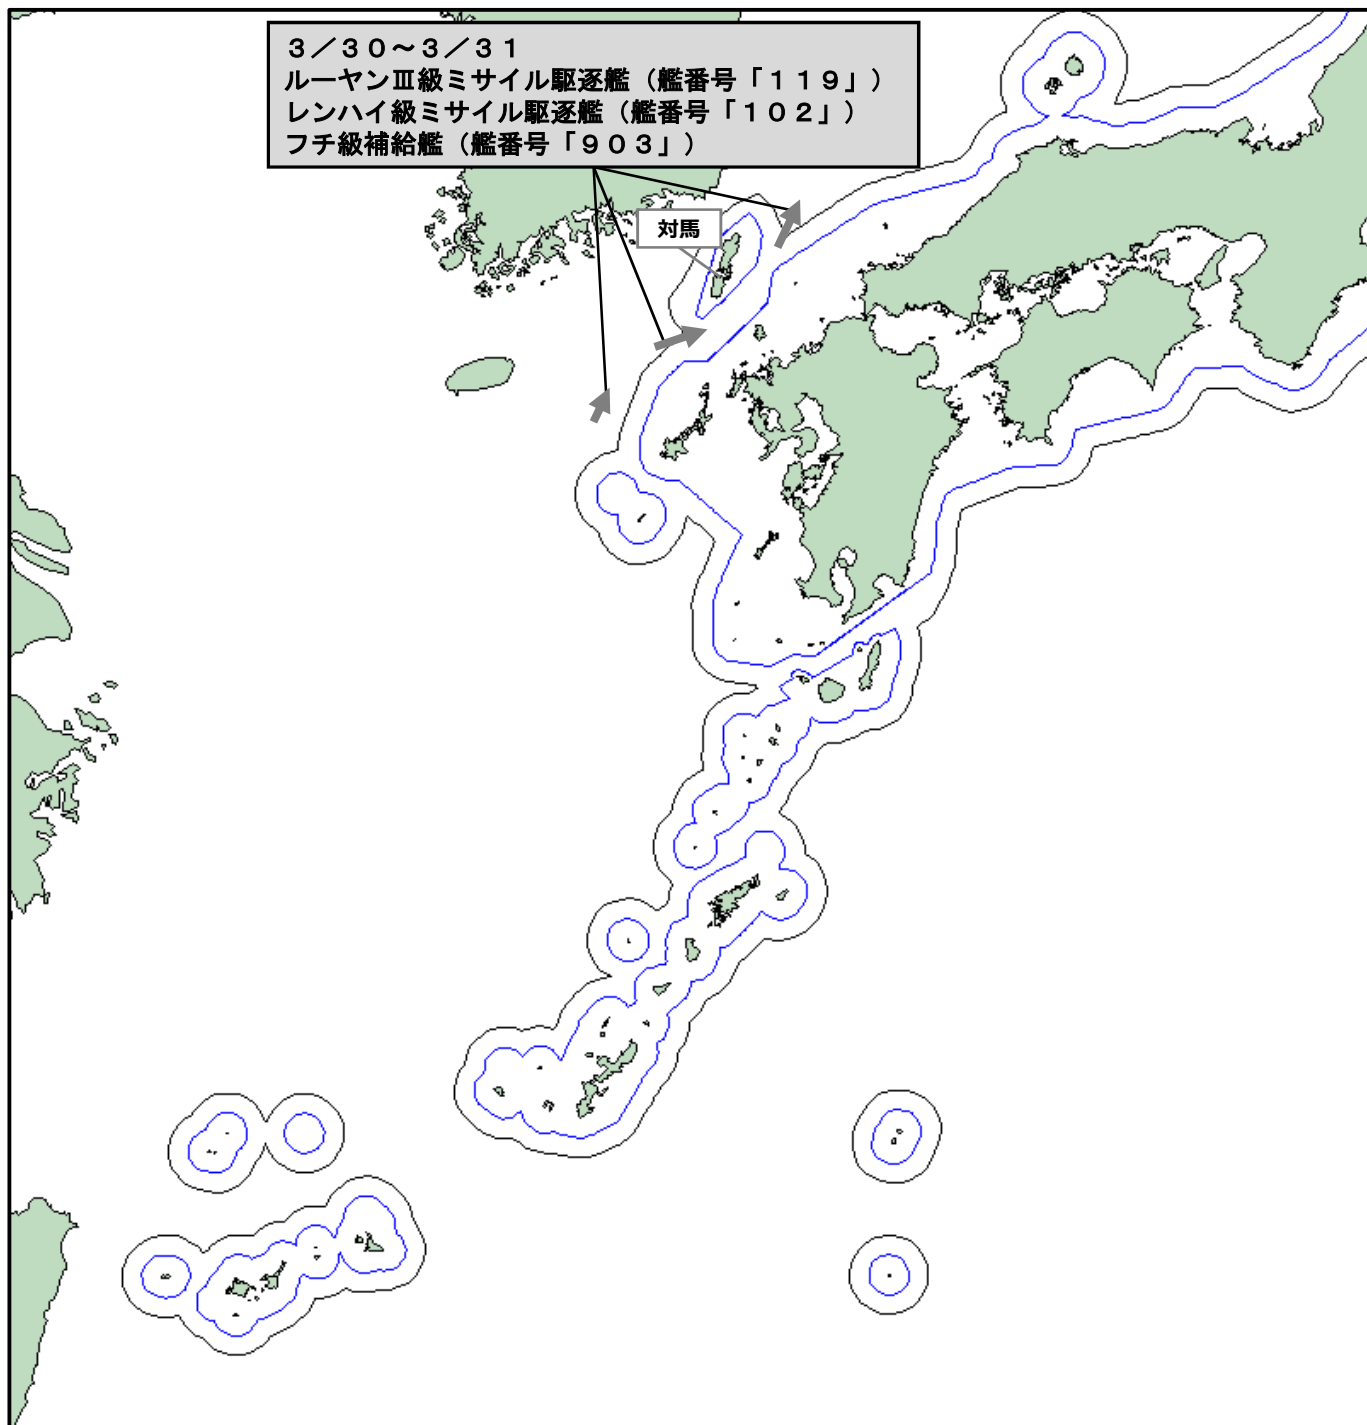 ３／３０～３／３１
ルーヤンⅢ級ミサイル駆逐艦（艦番号「１１９」）
レンハイ級ミサイル駆逐艦（艦番号「１０２」）
フチ級補給艦（艦番号「９０３」）
対馬